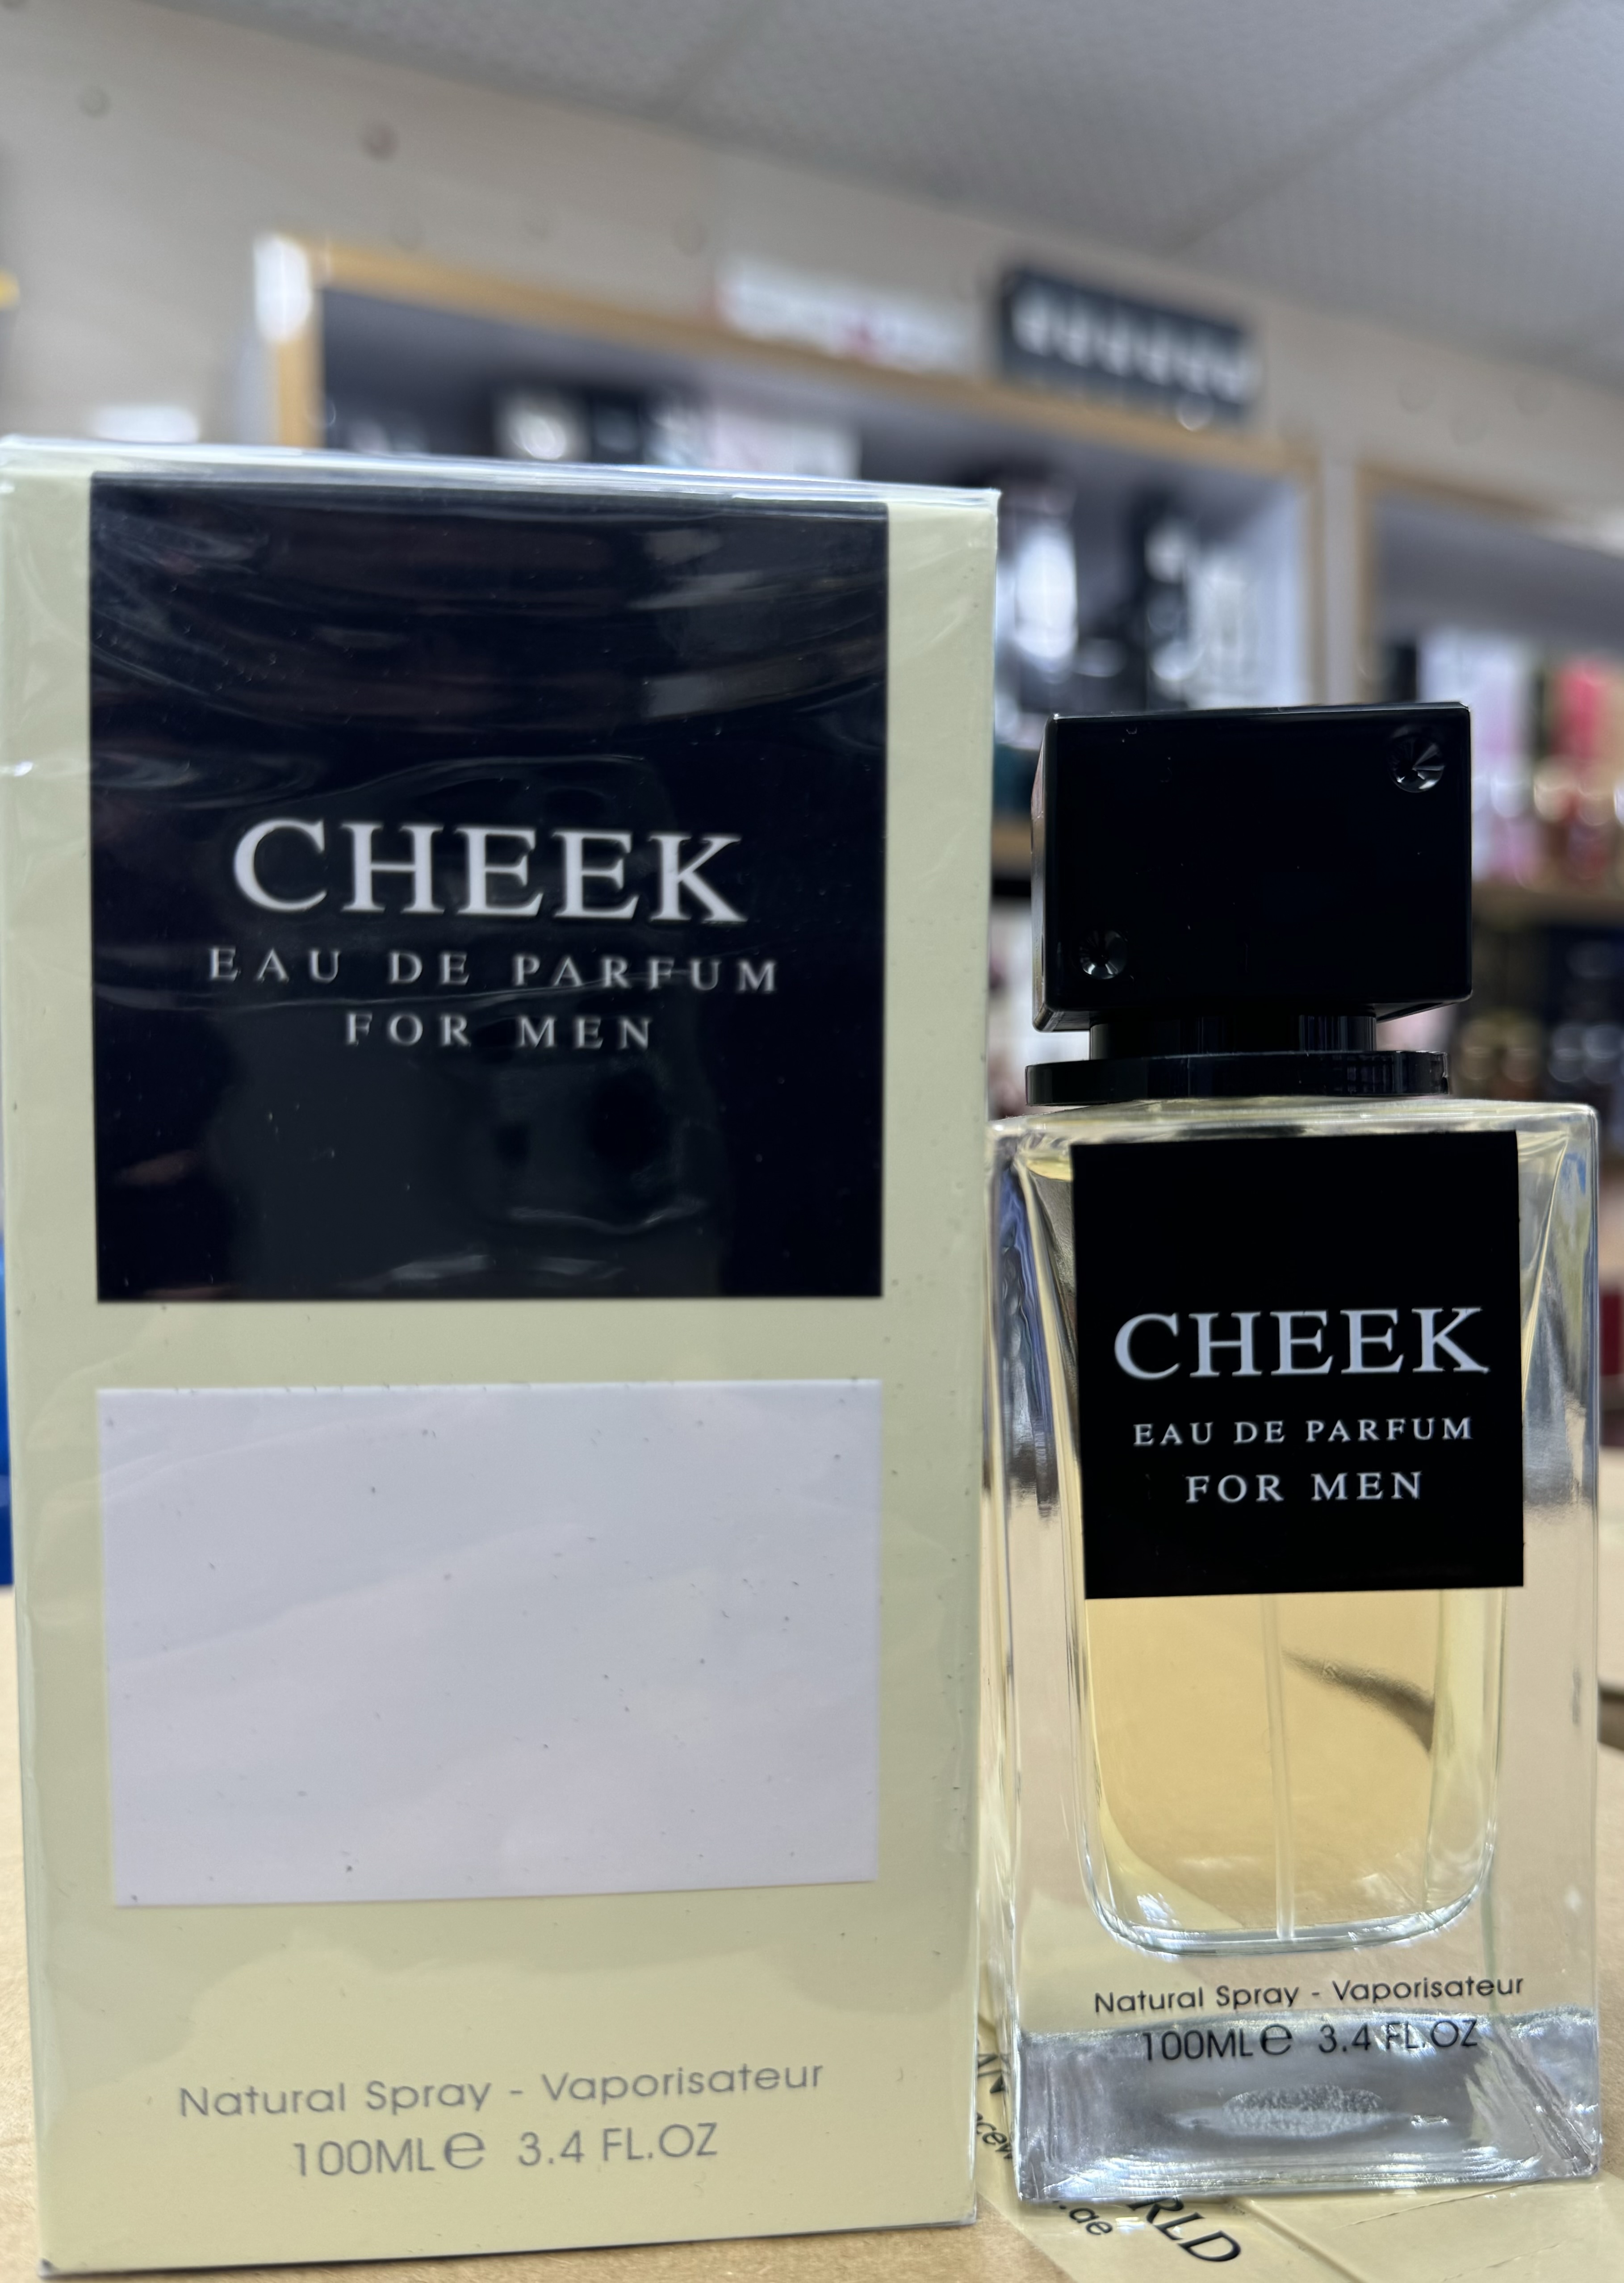 CHEEK
EAU DE PARFUM
FOR MEN
Natural Spray - Vaporisateur
100ML℮ 3.4 FL.OZ
CHEEK
EAU DE PARFUM
FOR MEN
Natural Spray - Vaporisateur
100ML℮ 3.4 FL.OZ